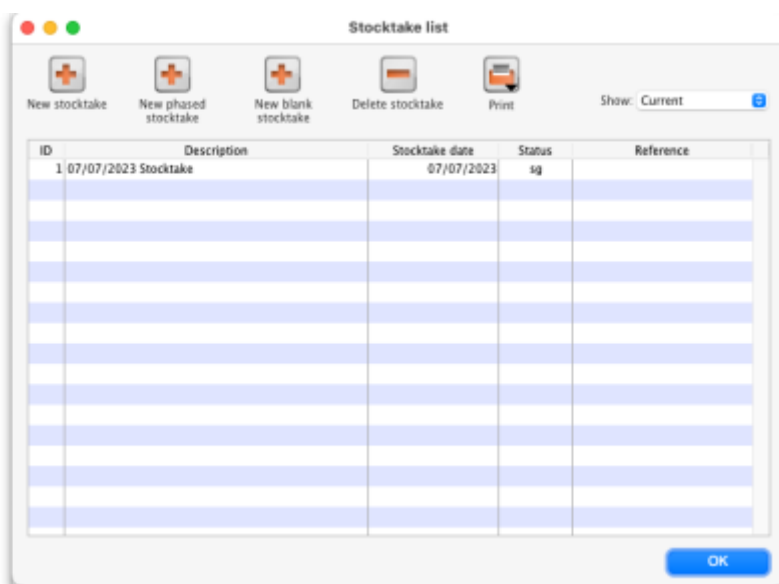 Stocktake list
New stocktake
New phased stocktake
New blank stocktake
Delete stocktake
Print
Show: Current
ID Description Stocktake date Status Reference
1 07/07/2023 Stocktake 07/07/2023 sg
OK